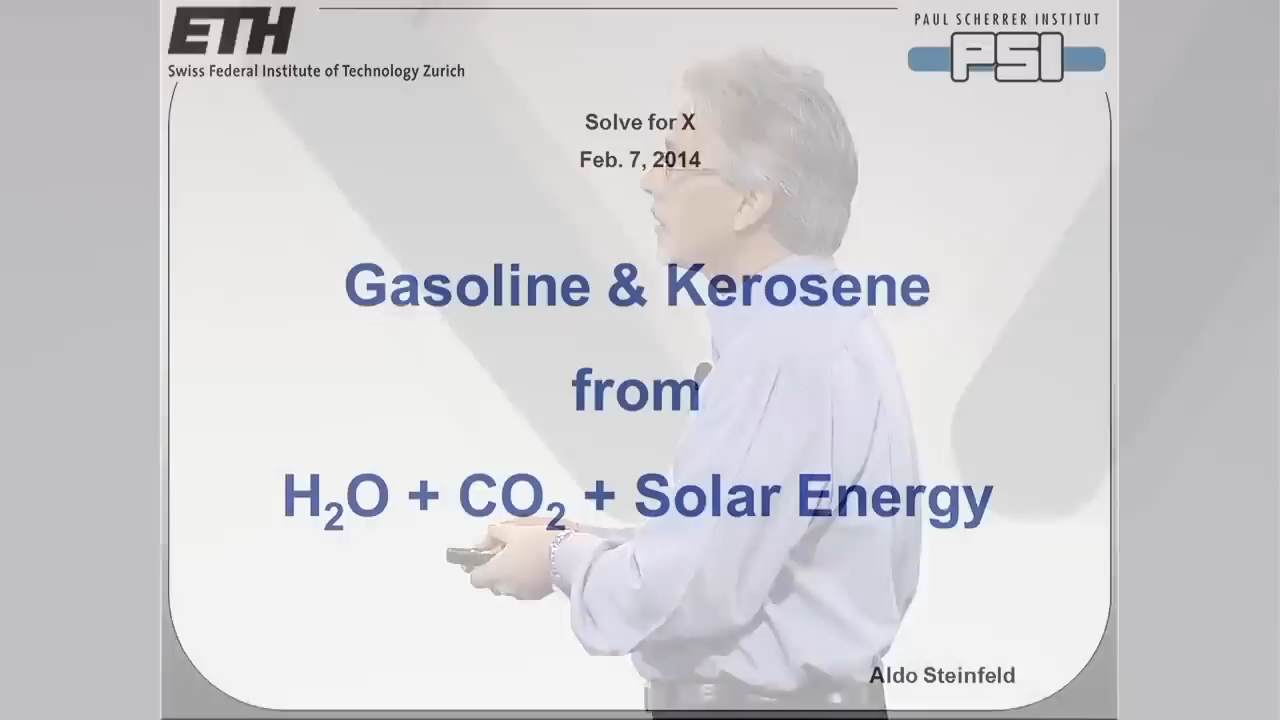 ETH
Swiss Federal Institute of Technology Zurich
PAUL SCHERRER INSTITUT
PSI
Solve for X
Feb. 7, 2014
Gasoline & Kerosene
from
H₂O + CO₂ + Solar Energy
Aldo Steinfeld